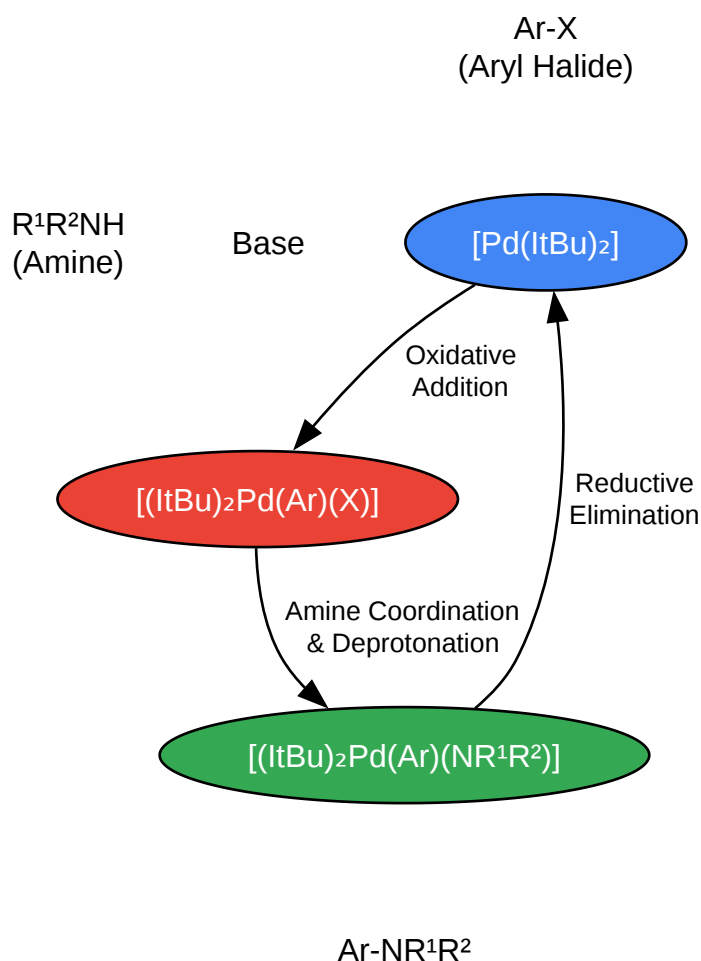 Ar-X
(Aryl Halide)
R¹R²NH
(Amine)
Base
[Pd(ItBu)₂]
Oxidative
Addition
[(ItBu)₂Pd(Ar)(X)]
Reductive
Elimination
Amine Coordination
& Deprotonation
[(ItBu)₂Pd(Ar)(NR¹R²)]
Ar-NR¹R²